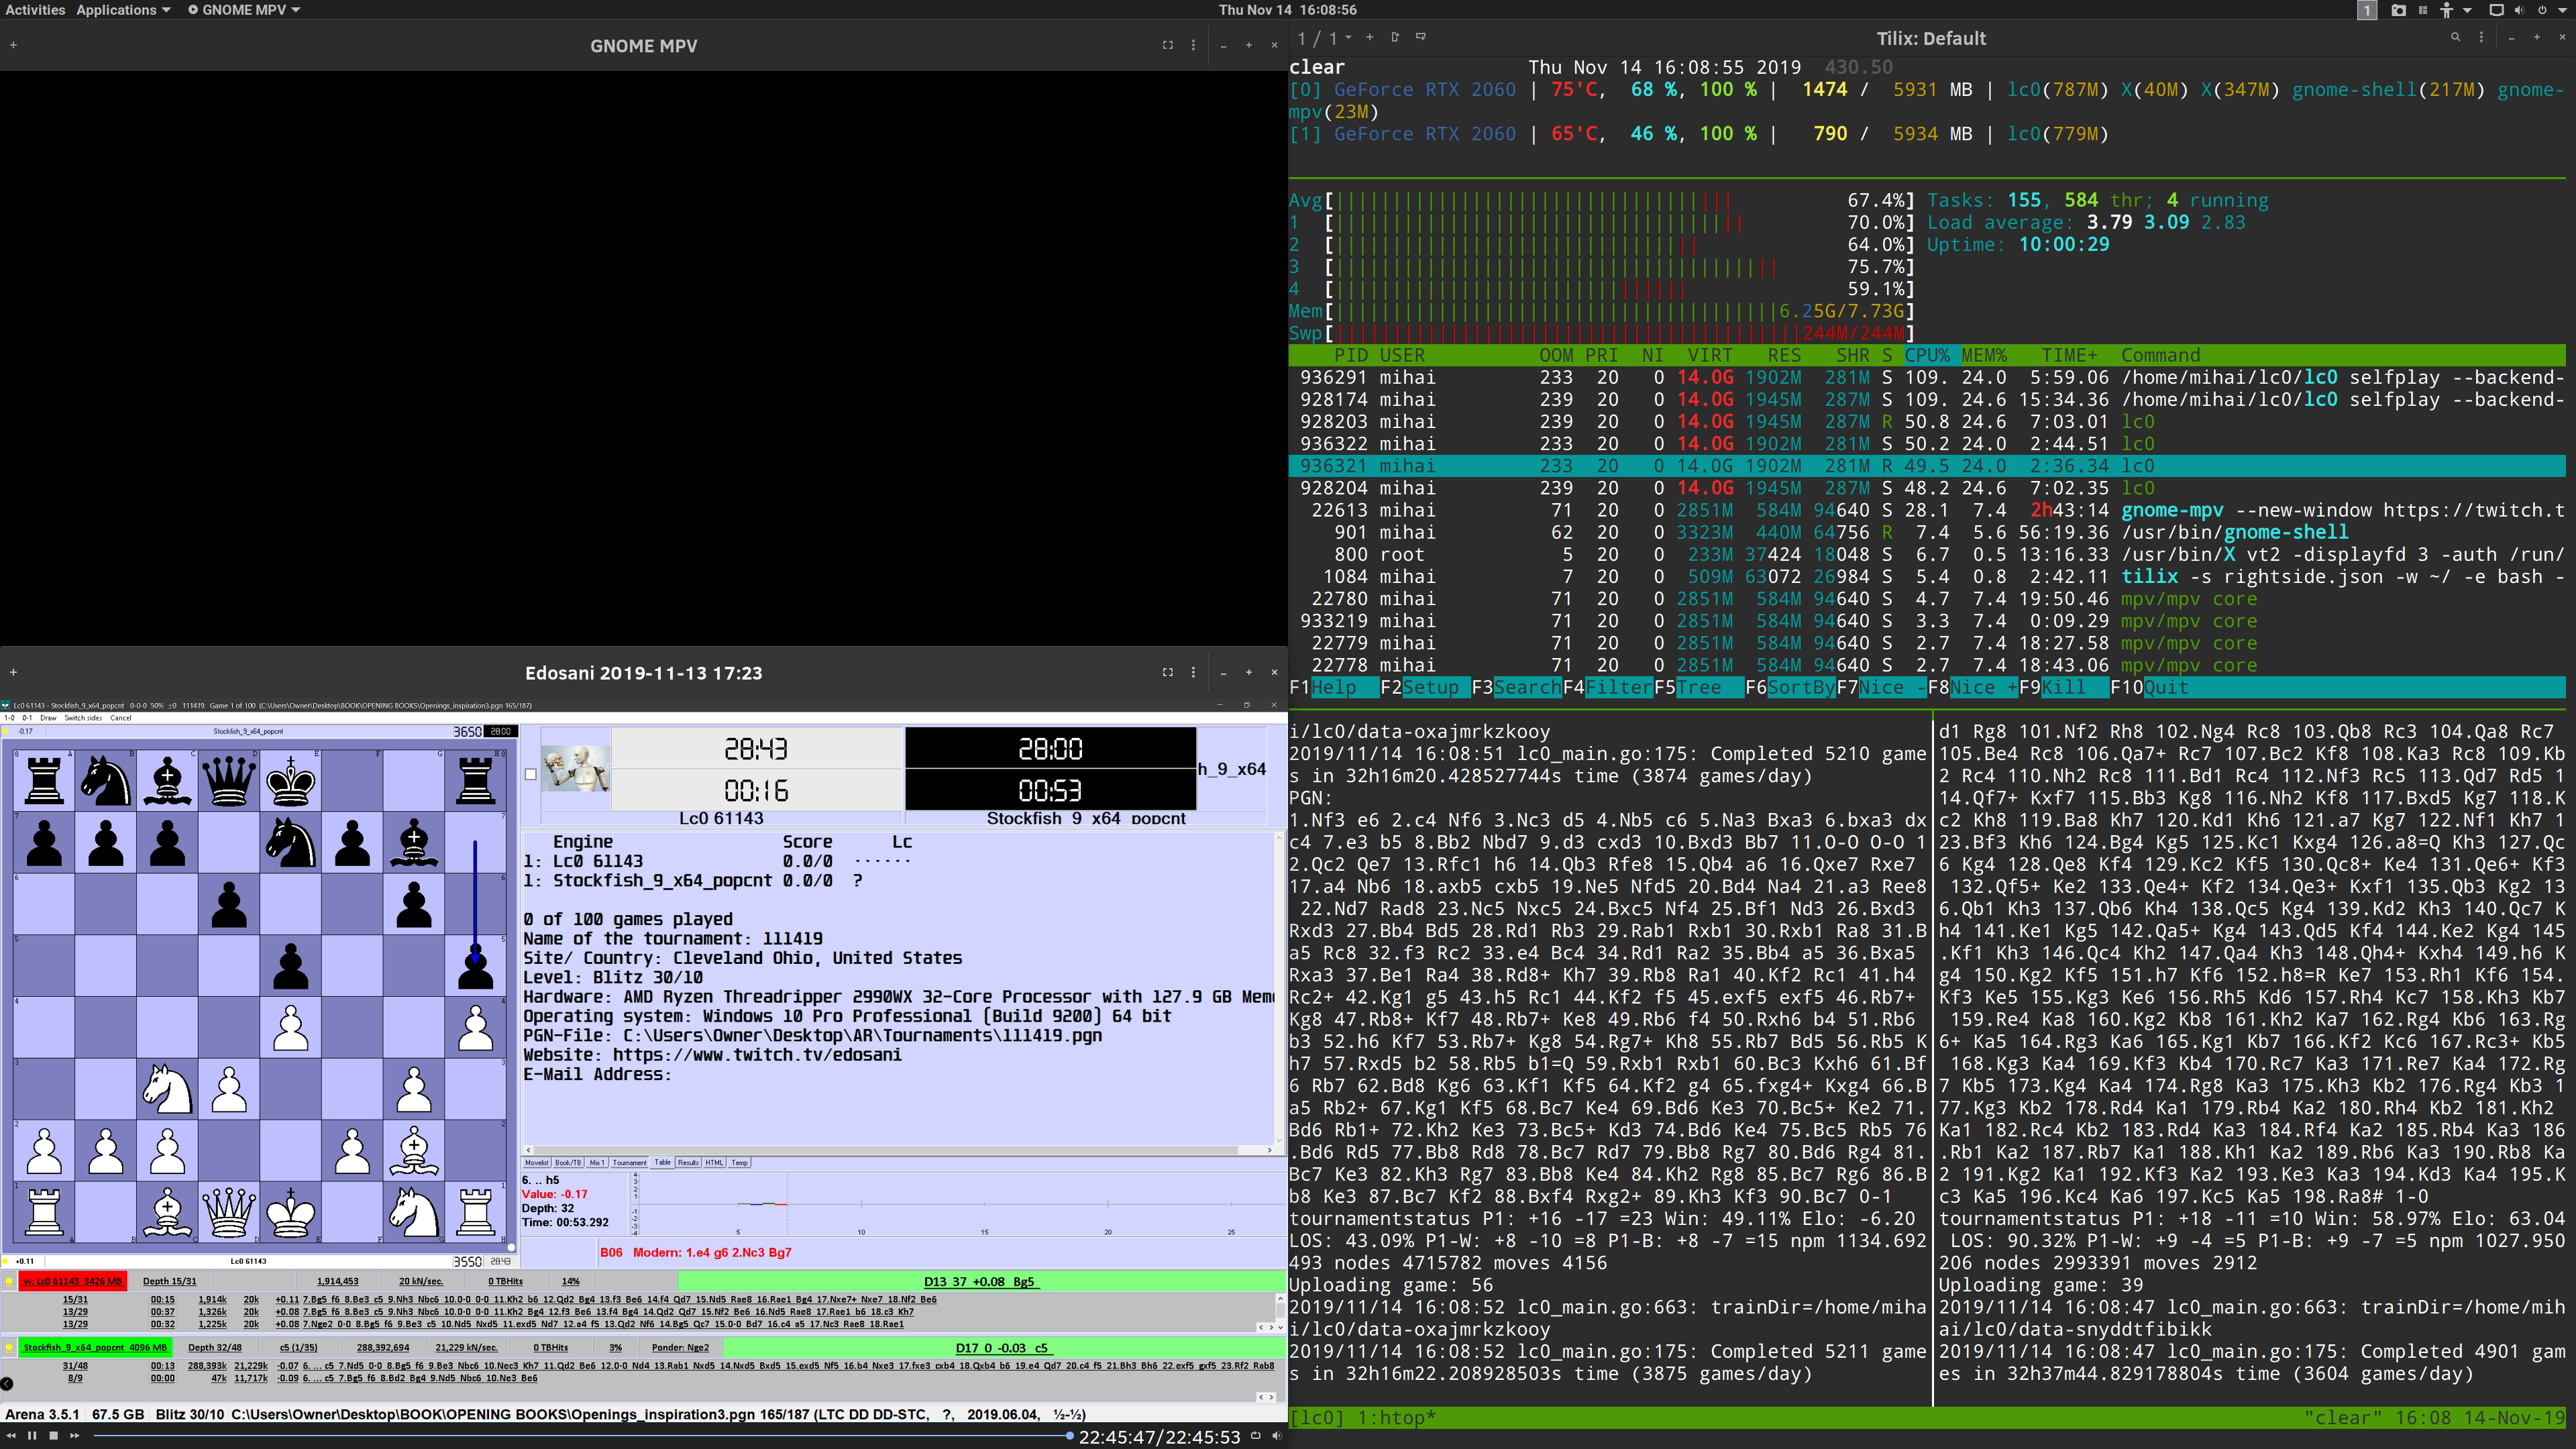 Activities Applications GNOME MPV Thu Nov 14 16:08:56 1
GNOME MPV
1 / 1 Tilix: Default
clear Thu Nov 14 16:08:55 2019 430.50
[0] GeForce RTX 2060 | 75'C, 68 %, 100 % | 1474 / 5931 MB | lc0(787M) X(40M) X(347M) gnome-shell(217M) gnome-
mpv(23M)
[1] GeForce RTX 2060 | 65'C, 46 %, 100 % | 790 / 5934 MB | lc0(779M)
Avg[ 67.4%] Tasks: 155, 584 thr; 4 running
1 [ 70.0%] Load average: 3.79 3.09 2.83
2 [ 64.0%] Uptime: 10:00:29
3 [ 75.7%]
4 [ 59.1%]
Mem[ 6.25G/7.73G]
Swp[ 244M/244M]
PID USER OOM PRI NI VIRT RES SHR S CPU% MEM% TIME+ Command
936291 mihai 233 20 0 14.0G 1902M 281M S 109. 24.0 5:59.06 /home/mihai/lc0/lc0 selfplay --backend-
928174 mihai 239 20 0 14.0G 1945M 287M S 109. 24.6 15:34.36 /home/mihai/lc0/lc0 selfplay --backend-
928203 mihai 239 20 0 14.0G 1945M 287M R 50.8 24.6 7:03.01 lc0
936322 mihai 233 20 0 14.0G 1902M 281M S 50.2 24.0 2:44.51 lc0
936321 mihai 233 20 0 14.0G 1902M 281M R 49.5 24.0 2:36.34 lc0
928204 mihai 239 20 0 14.0G 1945M 287M S 48.2 24.6 7:02.35 lc0
22613 mihai 71 20 0 2851M 584M 94640 S 28.1 7.4 2h43:14 gnome-mpv --new-window https://twitch.t
901 mihai 62 20 0 3323M 440M 64756 R 7.4 5.6 56:19.36 /usr/bin/gnome-shell
800 root 5 20 0 233M 37424 18048 S 6.7 0.5 13:16.33 /usr/bin/X vt2 -displayfd 3 -auth /run/
1084 mihai 7 20 0 509M 63072 26984 S 5.4 0.8 2:42.11 tilix -s rightside.json -w ~/ -e bash -
22780 mihai 71 20 0 2851M 584M 94640 S 4.7 7.4 19:50.46 mpv/mpv core
933219 mihai 71 20 0 2851M 584M 94640 S 3.3 7.4 0:09.29 mpv/mpv core
22779 mihai 71 20 0 2851M 584M 94640 S 2.7 7.4 18:27.58 mpv/mpv core
22778 mihai 71 20 0 2851M 584M 94640 S 2.7 7.4 18:43.06 mpv/mpv core
F1Help F2Setup F3SearchF4FilterF5Tree F6SortByF7Nice -F8Nice +F9Kill F10Quit
Edosani 2019-11-13 17:23
Lc0 61143 - Stockfish_9_x64_popcnt 0-0-0 50% ±0 111419: Game 1 of 100 (C:\Users\Owner\Desktop\BOOK\OPENING BOOKS\Openings_inspiration3.pgn 165/187)
1-0 0-1 Draw Switch sides Cancel
-0.17 Stockfish_9_x64_popcnt 3650 28:00
28:43 28:00 h_9_x64
00:16 00:53
Lc0 61143 Stockfish_9_x64_popcnt
Engine Score Lc
1: Lc0 61143 0.0/0 ······
1: Stockfish_9_x64_popcnt 0.0/0 ?
0 of 100 games played
Name of the tournament: 111419
Site/ Country: Cleveland Ohio, United States
Level: Blitz 30/10
Hardware: AMD Ryzen Threadripper 2990WX 32-Core Processor with 127.9 GB Mem
Operating system: Windows 10 Pro Professional (Build 9200) 64 bit
PGN-File: C:\Users\Owner\Desktop\AR\Tournaments\111419.pgn
Website: https://www.twitch.tv/edosani
E-Mail Address:
Movelist Book/TB Mix 1 Tournament Table Results HTML Temp
6. .. h5
Value: -0.17
Depth: 32
Time: 00:53.292
5 10 15 20 25
B06 Modern: 1.e4 g6 2.Nc3 Bg7
+0.11 Lc0 61143 3550 28:43
w: Lc0 61143 3426 MB Depth 15/31 1,914,453 20 kN/sec. 0 TBHits 14% D13 37 +0.08 Bg5
15/31 00:15 1,914k 20k +0.11 7.Bg5 f6 8.Be3 c5 9.Nh3 Nbc6 10.0-0 0-0 11.Kh2 b6 12.Qd2 Bg4 13.f3 Be6 14.f4 Qd7 15.Nd5 Rae8 16.Rae1 Bg4 17.Nxe7+ Nxe7 18.Nf2 Be6
13/29 00:37 1,326k 20k +0.08 7.Bg5 f6 8.Be3 c5 9.Nh3 Nbc6 10.0-0 0-0 11.Kh2 Bg4 12.f3 Be6 13.f4 Bg4 14.Qd2 Qd7 15.Nf2 Be6 16.Nd5 Rae8 17.Rae1 b6 18.c3 Kh7
13/29 00:32 1,225k 20k +0.08 7.Nge2 0-0 8.Bg5 f6 9.Be3 c5 10.Nd5 Nxd5 11.exd5 Nd7 12.a4 f5 13.Qd2 Nf6 14.Bg5 Qc7 15.0-0 Bd7 16.c4 a5 17.Nc3 Rae8 18.Rae1
Stockfish_9_x64_popcnt 4096 MB Depth 32/48 c5 (1/35) 288,392,694 21,229 kN/sec. 0 TBHits 3% Ponder: Nge2 D17 0 -0.03 c5
31/48 00:13 288,393k 21,229k -0.07 6. ... c5 7.Nd5 0-0 8.Bg5 f6 9.Be3 Nbc6 10.Nec3 Kh7 11.Qd2 Be6 12.0-0 Nd4 13.Rab1 Nxd5 14.Nxd5 Bxd5 15.exd5 Nf5 16.b4 Nxe3 17.fxe3 cxb4 18.Qxb4 b6 19.e4 Qd7 20.c4 f5 21.Bh3 Bh6 22.exf5 gxf5 23.Rf2 Rab8
8/9 00:00 47k 11,717k -0.09 6. ... c5 7.Bg5 f6 8.Bd2 Bg4 9.Nd5 Nbc6 10.Ne3 Be6
Arena 3.5.1 67.5 GB Blitz 30/10 C:\Users\Owner\Desktop\BOOK\OPENING BOOKS\Openings_inspiration3.pgn 165/187 (LTC DD DD-STC, ?, 2019.06.04, ½-½)
22:45:47/22:45:53
i/lc0/data-oxajmrkzkooy
2019/11/14 16:08:51 lc0_main.go:175: Completed 5210 game
s in 32h16m20.428527744s time (3874 games/day)
PGN:
1.Nf3 e6 2.c4 Nf6 3.Nc3 d5 4.Nb5 c6 5.Na3 Bxa3 6.bxa3 dx
c4 7.e3 b5 8.Bb2 Nbd7 9.d3 cxd3 10.Bxd3 Bb7 11.O-O O-O 1
2.Qc2 Qe7 13.Rfc1 h6 14.Qb3 Rfe8 15.Qb4 a6 16.Qxe7 Rxe7
17.a4 Nb6 18.axb5 cxb5 19.Ne5 Nfd5 20.Bd4 Na4 21.a3 Ree8
22.Nd7 Rad8 23.Nc5 Nxc5 24.Bxc5 Nf4 25.Bf1 Nd3 26.Bxd3
Rxd3 27.Bb4 Bd5 28.Rd1 Rb3 29.Rab1 Rxb1 30.Rxb1 Ra8 31.B
a5 Rc8 32.f3 Rc2 33.e4 Bc4 34.Rd1 Ra2 35.Bb4 a5 36.Bxa5
Rxa3 37.Be1 Ra4 38.Rd8+ Kh7 39.Rb8 Ra1 40.Kf2 Rc1 41.h4
Rc2+ 42.Kg1 g5 43.h5 Rc1 44.Kf2 f5 45.exf5 exf5 46.Rb7+
Kg8 47.Rb8+ Kf7 48.Rb7+ Ke8 49.Rb6 f4 50.Rxh6 b4 51.Rb6
b3 52.h6 Kf7 53.Rb7+ Kg8 54.Rg7+ Kh8 55.Rb7 Bd5 56.Rb5 K
h7 57.Rxd5 b2 58.Rb5 b1=Q 59.Rxb1 Rxb1 60.Bc3 Kxh6 61.Bf
6 Rb7 62.Bd8 Kg6 63.Kf1 Kf5 64.Kf2 g4 65.fxg4+ Kxg4 66.B
a5 Rb2+ 67.Kg1 Kf5 68.Bc7 Ke4 69.Bd6 Ke3 70.Bc5+ Ke2 71.
Bd6 Rb1+ 72.Kh2 Ke3 73.Bc5+ Kd3 74.Bd6 Ke4 75.Bc5 Rb5 76
.Bd6 Rd5 77.Bb8 Rd8 78.Bc7 Rd7 79.Bb8 Rg7 80.Bd6 Rg4 81.
Bc7 Ke3 82.Kh3 Rg7 83.Bb8 Ke4 84.Kh2 Rg8 85.Bc7 Rg6 86.B
b8 Ke3 87.Bc7 Kf2 88.Bxf4 Rxg2+ 89.Kh3 Kf3 90.Bc7 0-1
tournamentstatus P1: +16 -17 =23 Win: 49.11% Elo: -6.20
LOS: 43.09% P1-W: +8 -10 =8 P1-B: +8 -7 =15 npm 1134.692
493 nodes 4715782 moves 4156
Uploading game: 56
2019/11/14 16:08:52 lc0_main.go:663: trainDir=/home/miha
i/lc0/data-oxajmrkzkooy
2019/11/14 16:08:52 lc0_main.go:175: Completed 5211 game
s in 32h16m22.208928503s time (3875 games/day)
d1 Rg8 101.Nf2 Rh8 102.Ng4 Rc8 103.Qb8 Rc3 104.Qa8 Rc7
105.Be4 Rc8 106.Qa7+ Rc7 107.Bc2 Kf8 108.Ka3 Rc8 109.Kb
2 Rc4 110.Nh2 Rc8 111.Bd1 Rc4 112.Nf3 Rc5 113.Qd7 Rd5 1
14.Qf7+ Kxf7 115.Bb3 Kg8 116.Nh2 Kf8 117.Bxd5 Kg7 118.K
c2 Kh8 119.Ba8 Kh7 120.Kd1 Kh6 121.a7 Kg7 122.Nf1 Kh7 1
23.Bf3 Kh6 124.Bg4 Kg5 125.Kc1 Kxg4 126.a8=Q Kh3 127.Qc
6 Kg4 128.Qe8 Kf4 129.Kc2 Kf5 130.Qc8+ Ke4 131.Qe6+ Kf3
132.Qf5+ Ke2 133.Qe4+ Kf2 134.Qe3+ Kxf1 135.Qb3 Kg2 13
6.Qb1 Kh3 137.Qb6 Kh4 138.Qc5 Kg4 139.Kd2 Kh3 140.Qc7 K
h4 141.Ke1 Kg5 142.Qa5+ Kg4 143.Qd5 Kf4 144.Ke2 Kg4 145
.Kf1 Kh3 146.Qc4 Kh2 147.Qa4 Kh3 148.Qh4+ Kxh4 149.h6 K
g4 150.Kg2 Kf5 151.h7 Kf6 152.h8=R Ke7 153.Rh1 Kf6 154.
Kf3 Ke5 155.Kg3 Ke6 156.Rh5 Kd6 157.Rh4 Kc7 158.Kh3 Kb7
159.Re4 Ka8 160.Kg2 Kb8 161.Kh2 Ka7 162.Rg4 Kb6 163.Rg
6+ Ka5 164.Rg3 Ka6 165.Kg1 Kb7 166.Kf2 Kc6 167.Rc3+ Kb5
168.Kg3 Ka4 169.Kf3 Kb4 170.Rc7 Ka3 171.Re7 Ka4 172.Rg
7 Kb5 173.Kg4 Ka4 174.Rg8 Ka3 175.Kh3 Kb2 176.Rg4 Kb3 1
77.Kg3 Kb2 178.Rd4 Ka1 179.Rb4 Ka2 180.Rh4 Kb2 181.Kh2
Ka1 182.Rc4 Kb2 183.Rd4 Ka3 184.Rf4 Ka2 185.Rb4 Ka3 186
.Rb1 Ka2 187.Rb7 Ka1 188.Kh1 Ka2 189.Rb6 Ka3 190.Rb8 Ka
2 191.Kg2 Ka1 192.Kf3 Ka2 193.Ke3 Ka3 194.Kd3 Ka4 195.K
c3 Ka5 196.Kc4 Ka6 197.Kc5 Ka5 198.Ra8# 1-0
tournamentstatus P1: +18 -11 =10 Win: 58.97% Elo: 63.04
LOS: 90.32% P1-W: +9 -4 =5 P1-B: +9 -7 =5 npm 1027.950
206 nodes 2993391 moves 2912
Uploading game: 39
2019/11/14 16:08:47 lc0_main.go:663: trainDir=/home/mih
ai/lc0/data-snyddtfibikk
2019/11/14 16:08:47 lc0_main.go:175: Completed 4901 gam
es in 32h37m44.829178804s time (3604 games/day)
[lc0] 1:htop* "clear" 16:08 14-Nov-19